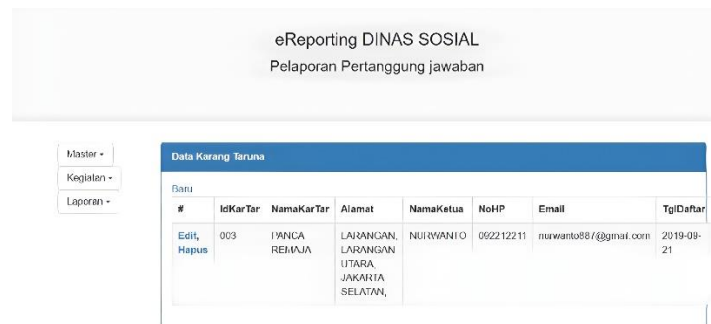 eReporting DINAS SOSIAL
Pelaporan Pertanggung jawaban
Master
Kegiatan
Laporan
Data Karang Taruna
Baru
# IdKarTar NamaKarTar Alamat NamaKetua NoHP Email TglDaftar
Edit, 003 PANCA LARANGAN, NURWANTO 092212211 nurwanto887@gmail.com 2019-09-
Hapus REMAJA LARANGAN 21
UTARA,
JAKARTA
SELATAN,